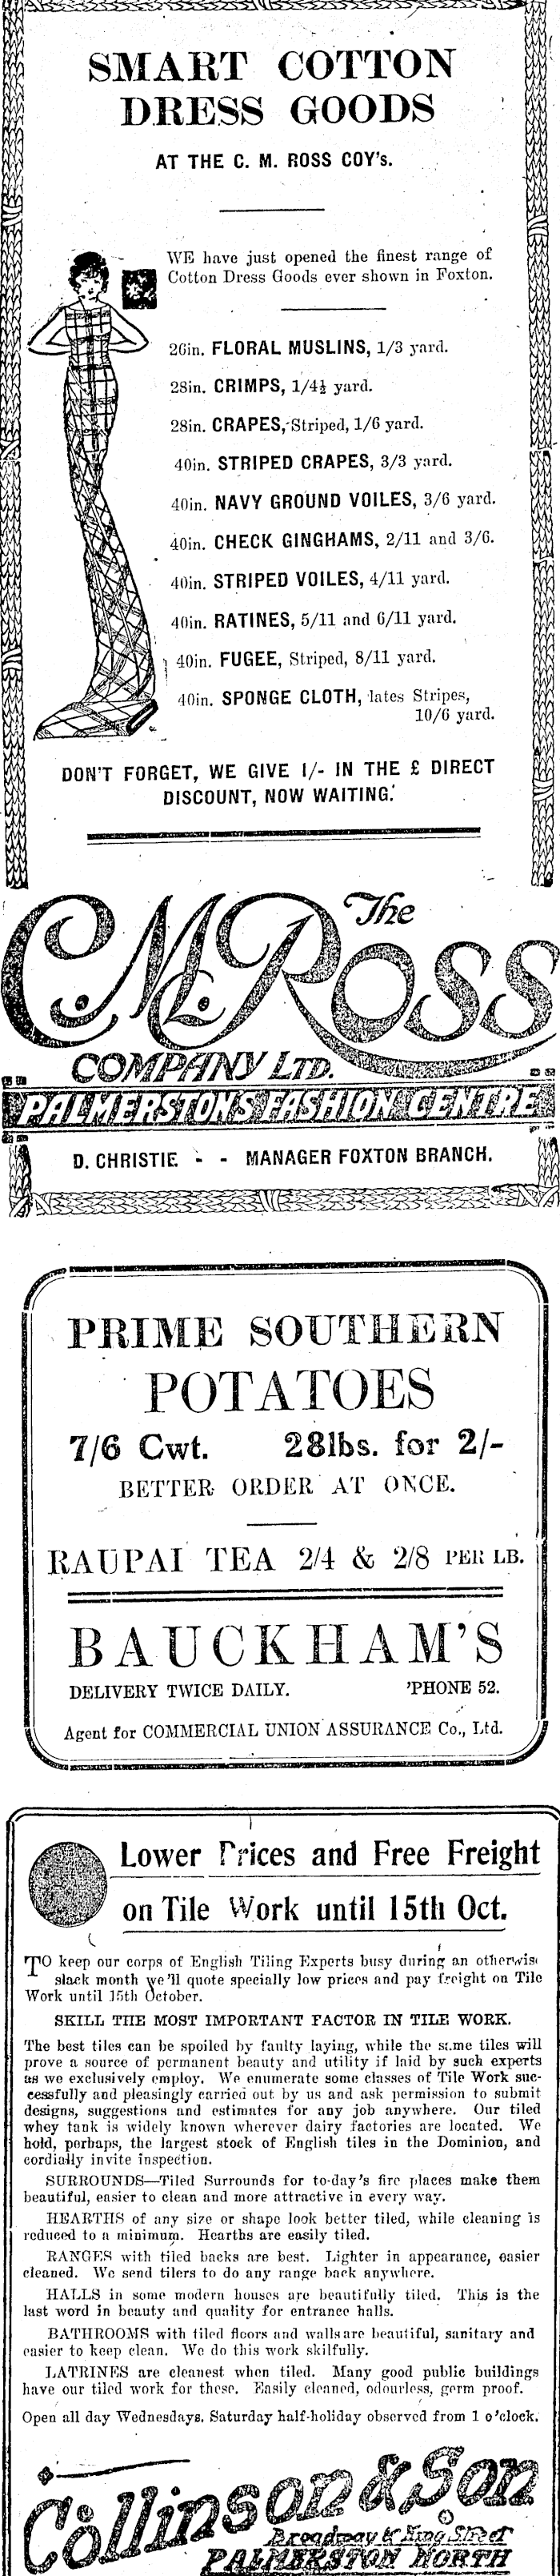 SMART COTTON
DRESS GOODS
AT THE C. M. ROSS COY's.
WE have just opened the finest range of
Cotton Dress Goods ever shown in Foxton.
26in. FLORAL MUSLINS, 1/3 yard.
28in. CRIMPS, 1/4½ yard.
28in. CRAPES, Striped, 1/6 yard.
40in. STRIPED CRAPES, 3/3 yard.
40in. NAVY GROUND VOILES, 3/6 yard.
40in. CHECK GINGHAMS, 2/11 and 3/6.
40in. STRIPED VOILES, 4/11 yard.
40in. RATINES, 5/11 and 6/11 yard.
40in. FUGEE, Striped, 8/11 yard.
40in. SPONGE CLOTH, lates Stripes,
10/6 yard.
DON'T FORGET, WE GIVE 1/- IN THE £ DIRECT
DISCOUNT, NOW WAITING.
The
C.M. ROSS
COMPANY LTD.
PALMERSTONS FASHION CENTRE
D. CHRISTIE - - MANAGER FOXTON BRANCH.
PRIME SOUTHERN
POTATOES
7/6 Cwt. 28lbs. for 2/-
BETTER ORDER AT ONCE.
RAUPAI TEA 2/4 & 2/8 PER LB.
BAUCKHAM'S
DELIVERY TWICE DAILY. 'PHONE 52.
Agent for COMMERCIAL UNION ASSURANCE Co., Ltd.
Lower Prices and Free Freight
on Tile Work until 15th Oct.
TO keep our corps of English Tiling Experts busy during an otherwise
slack month we'll quote specially low prices and pay freight on Tile
Work until 15th October.
SKILL THE MOST IMPORTANT FACTOR IN TILE WORK.
The best tiles can be spoiled by faulty laying, while the same tiles will
prove a source of permanent beauty and utility if laid by such experts
as we exclusively employ. We enumerate some classes of Tile Work suc-
cessfully and pleasingly carried out by us and ask permission to submit
designs, suggestions and estimates for any job anywhere. Our tiled
whey tank is widely known wherever dairy factories are located. We
hold, perhaps, the largest stock of English tiles in the Dominion, and
cordially invite inspection.
SURROUNDS—Tiled Surrounds for to-day's fire places make them
beautiful, easier to clean and more attractive in every way.
HEARTHS of any size or shape look better tiled, while cleaning is
reduced to a minimum. Hearths are easily tiled.
RANGES with tiled backs are best. Lighter in appearance, easier
cleaned. We send tilers to do any range back anywhere.
HALLS in some modern houses are beautifully tiled. This is the
last word in beauty and quality for entrance halls.
BATHROOMS with tiled floors and walls are beautiful, sanitary and
easier to keep clean. We do this work skilfully.
LATRINES are cleanest when tiled. Many good public buildings
have our tiled work for these. Easily cleaned, odourless, germ proof.
Open all day Wednesdays. Saturday half-holiday observed from 1 o'clock.
Collinson & Son
Broadway & King Street
PALMERSTON NORTH